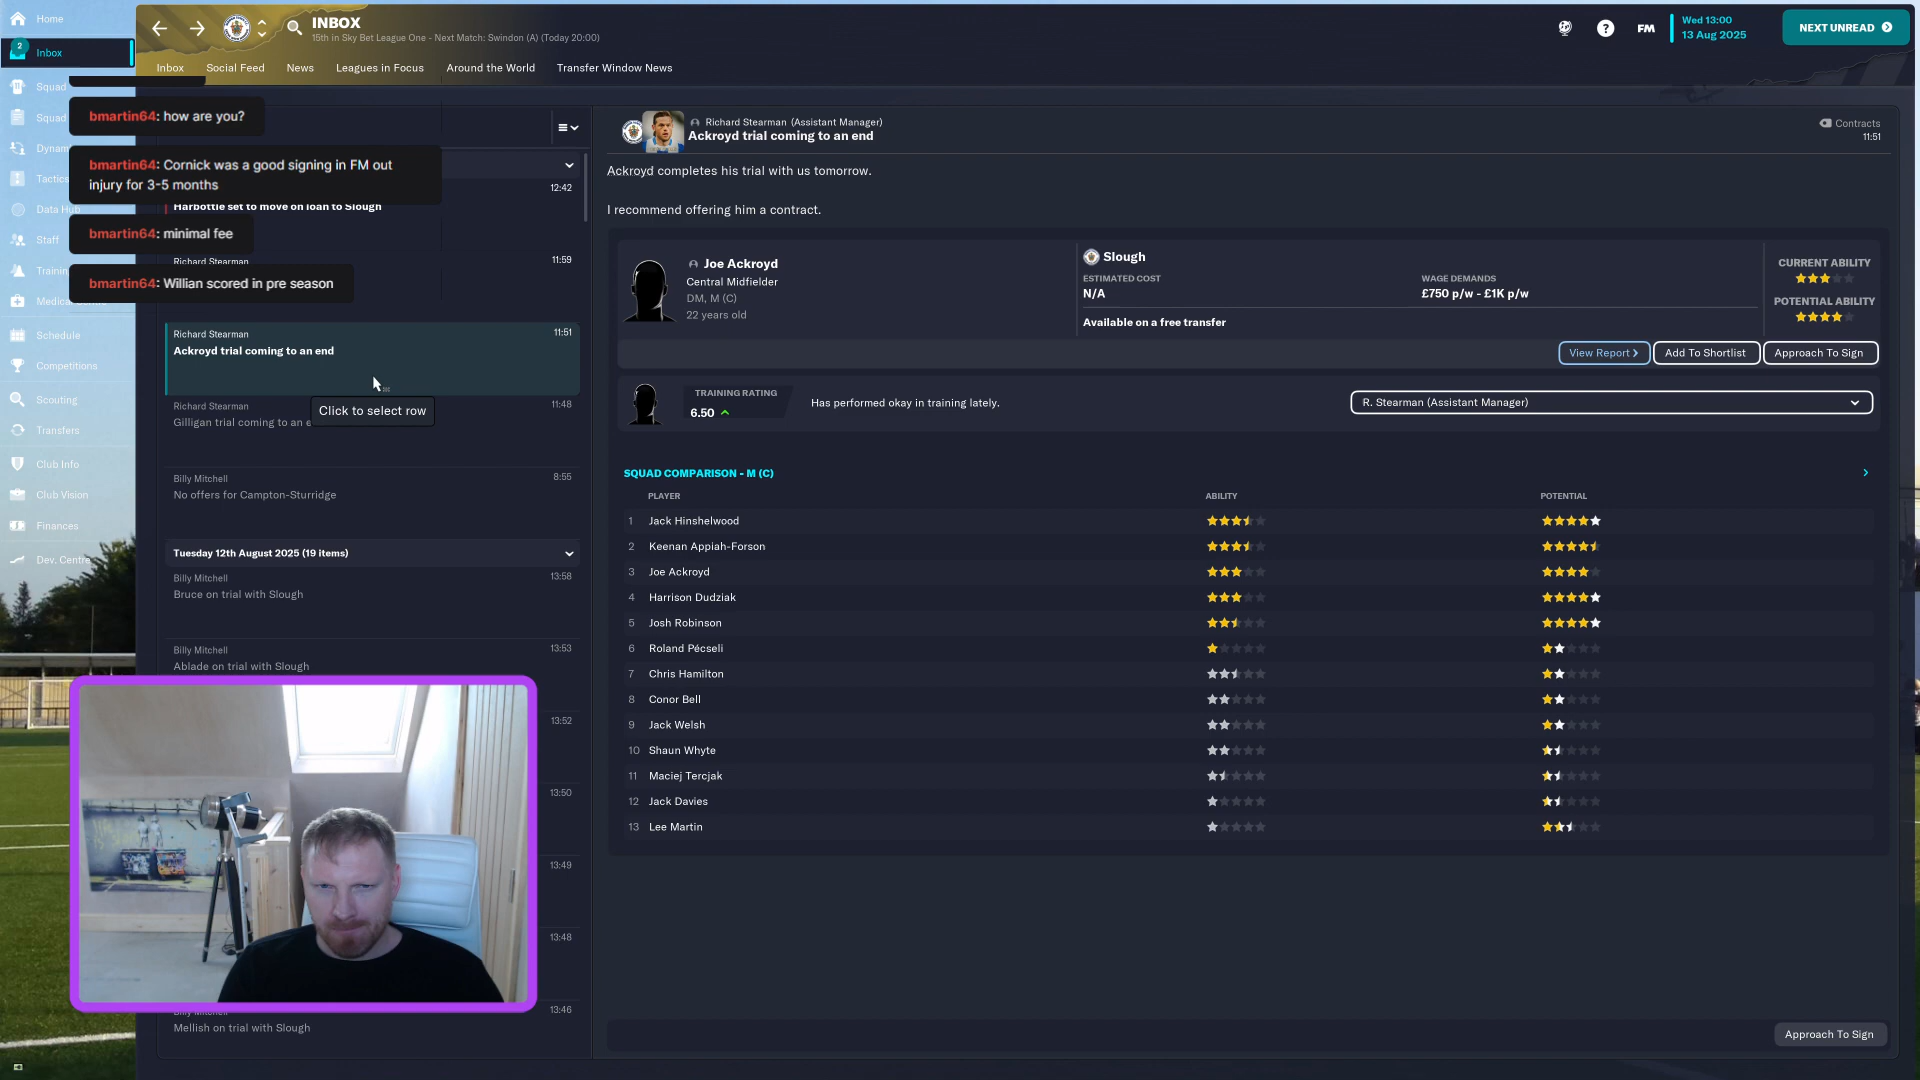 Home
2
Inbox
Squad
Squad
Tactics
Data Hub
Staff
Schedule
Competitions
Scouting
Transfers
Club Info
Club Vision
Finances
Dev. Centre
INBOX
15th in Sky Bet League One - Next Match: Swindon (A) (Today 20:00)
Inbox
Social Feed
News
Leagues in Focus
Around the World
Transfer Window News
FM
Wed 13:00
13 Aug 2025
NEXT UNREAD
bmartin64: how are you?
bmartin64: Cornick was a good signing in FM out
injury for 3-5 months
bmartin64: minimal fee
bmartin64: Willian scored in pre season
12:42
Harbottle set to move on loan to Slough
Richard Stearman
11:59
Richard Stearman
11:51
Ackroyd trial coming to an end
Richard Stearman
11:48
Gilligan trial coming to an e
Click to select row
Billy Mitchell
8:55
No offers for Campton-Sturridge
Tuesday 12th August 2025 (19 items)
Billy Mitchell
13:58
Bruce on trial with Slough
Billy Mitchell
13:53
Ablade on trial with Slough
13:52
13:50
13:49
13:48
Billy Mitchell
13:46
Mellish on trial with Slough
Richard Stearman (Assistant Manager)
Ackroyd trial coming to an end
Contracts
11:51
Ackroyd completes his trial with us tomorrow.
I recommend offering him a contract.
Joe Ackroyd
Central Midfielder
DM, M (C)
22 years old
Slough
ESTIMATED COST
N/A
WAGE DEMANDS
£750 p/w - £1K p/w
Available on a free transfer
CURRENT ABILITY
POTENTIAL ABILITY
View Report
Add To Shortlist
Approach To Sign
TRAINING RATING
6.50
Has performed okay in training lately.
R. Stearman (Assistant Manager)
SQUAD COMPARISON - M (C)
PLAYER ABILITY POTENTIAL
1 Jack Hinshelwood
2 Keenan Appiah-Forson
3 Joe Ackroyd
4 Harrison Dudziak
5 Josh Robinson
6 Roland Pécseli
7 Chris Hamilton
8 Conor Bell
9 Jack Welsh
10 Shaun Whyte
11 Maciej Tercjak
12 Jack Davies
13 Lee Martin
Approach To Sign